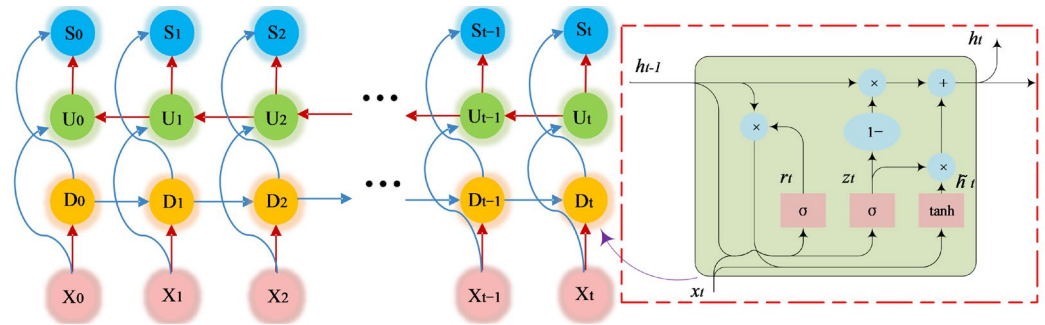 S0 S1 S2 St−1 St
U0 U1 U2 ••• Ut−1 Ut
D0 D1 D2 ••• Dt−1 Dt
X0 X1 X2 Xt−1 Xt
ht
ht-1
× +
× 1−
rt zt × h̃ t
σ σ tanh
xt